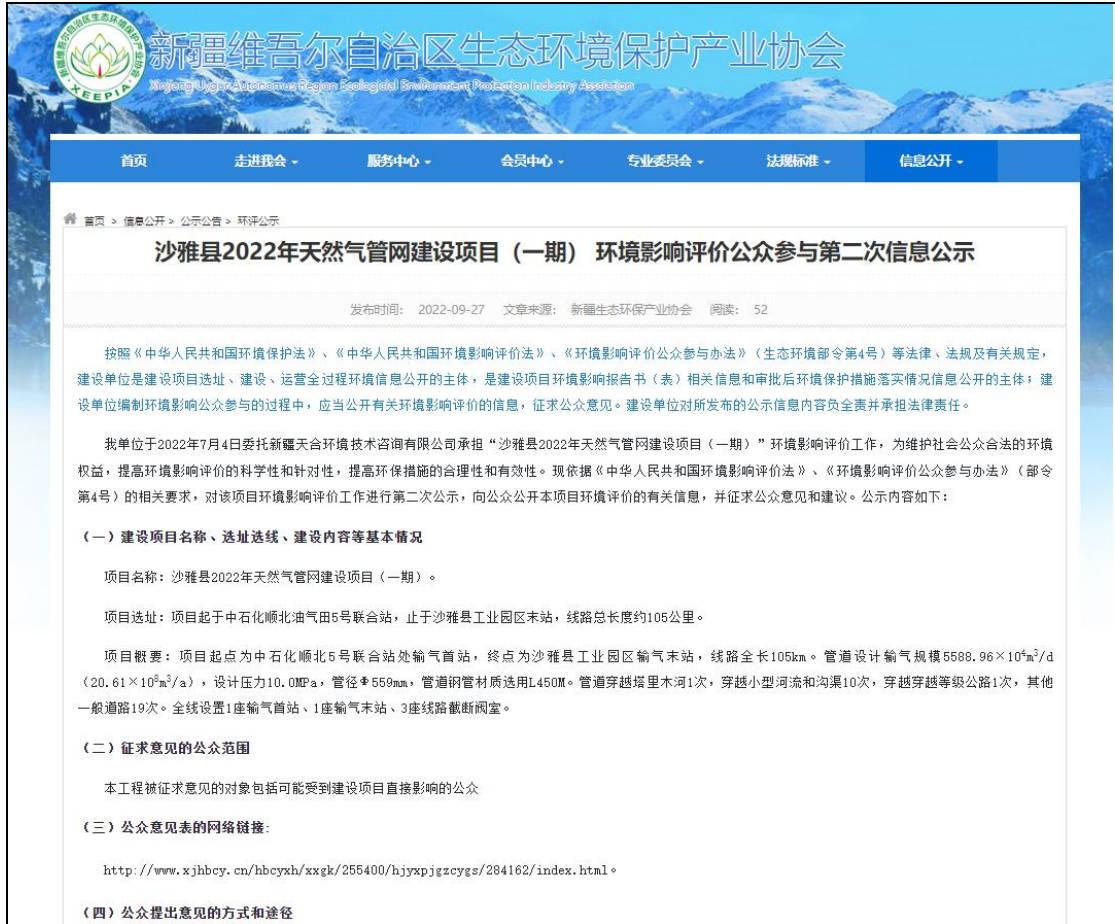 新疆维吾尔自治区生态环境保护产业协会
Xinjiang Uygur Autonomous Region Ecologicfel Environment Protection Industry Assoiation
XEEPIA
首页 走进我会 服务中心 会员中心 专业委员会 法规标准 信息公开
首页 > 信息公开 > 公示公告 > 环评公示
沙雅县2022年天然气管网建设项目（一期） 环境影响评价公众参与第二次信息公示
发布时间： 2022-09-27 文章来源： 新疆生态环保产业协会 阅读： 52
按照《中华人民共和国环境保护法》、《中华人民共和国环境影响评价法》、《环境影响评价公众参与办法》（生态环境部令第4号）等法律、法规及有关规定，
建设单位是建设项目选址、建设、运营全过程环境信息公开的主体，是建设项目环境影响报告书（表）相关信息和审批后环境保护措施落实情况信息公开的主体；建
设单位编制环境影响公众参与的过程中，应当公开有关环境影响评价的信息，征求公众意见。建设单位对所发布的公示信息内容负全责并承担法律责任。
我单位于2022年7月4日委托新疆天合环境技术咨询有限公司承担“沙雅县2022年天然气管网建设项目（一期）”环境影响评价工作，为维护社会公众合法的环境
权益，提高环境影响评价的科学性和针对性，提高环保措施的合理性和有效性。现依据《中华人民共和国环境影响评价法》、《环境影响评价公众参与办法》（部令
第4号）的相关要求，对该项目环境影响评价工作进行第二次公示，向公众公开本项目环境评价的有关信息，并征求公众意见和建议。公示内容如下：
（一）建设项目名称、选址选线、建设内容等基本情况
项目名称：沙雅县2022年天然气管网建设项目（一期）。
项目选址：项目起于中石化顺北油气田5号联合站，止于沙雅县工业园区末站，线路总长度约105公里。
项目概要：项目起点为中石化顺北5号联合站处输气首站，终点为沙雅县工业园区输气末站，线路全长105km。管道设计输气规模5588.96×10⁴m³/d
（20.61×10⁸m³/a），设计压力10.0MPa，管径Φ559mm，管道钢管材质选用L450M。管道穿越塔里木河1次，穿越小型河流和沟渠10次，穿越穿越等级公路1次，其他
一般道路19次。全线设置1座输气首站、1座输气末站、3座线路截断阀室。
（二）征求意见的公众范围
本工程被征求意见的对象包括可能受到建设项目直接影响的公众
（三）公众意见表的网络链接:
http://www.xjhbcy.cn/hbcyxh/xxgk/255400/hjyxpjgzcygs/284162/index.html。
（四）公众提出意见的方式和途径